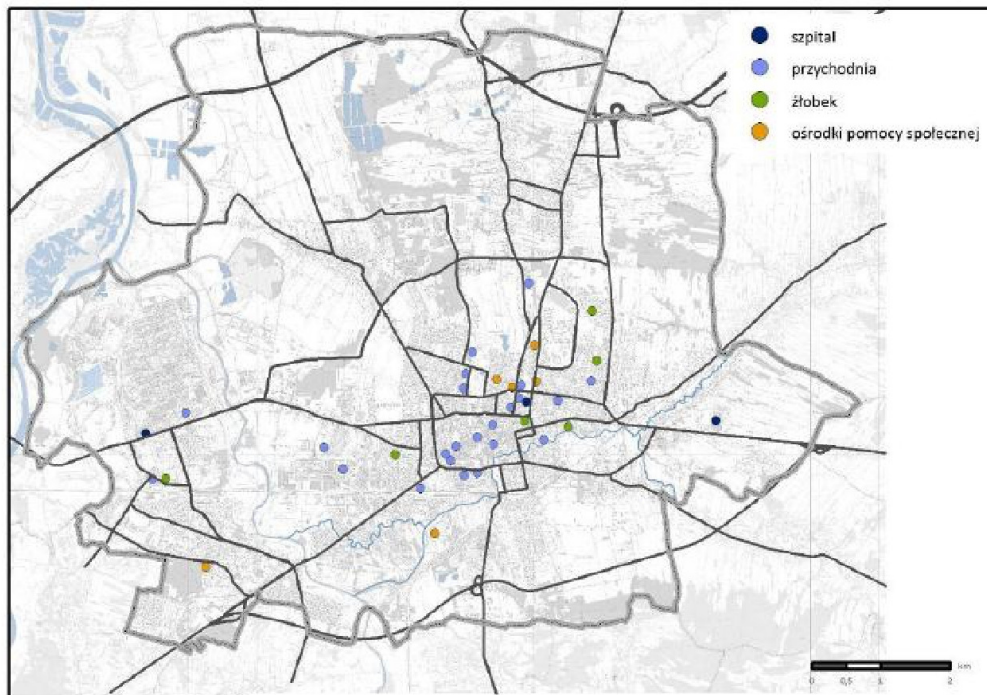 szpital
przychodnia
żłobek
ośrodki pomocy społecznej
0 0,5 1 2
km